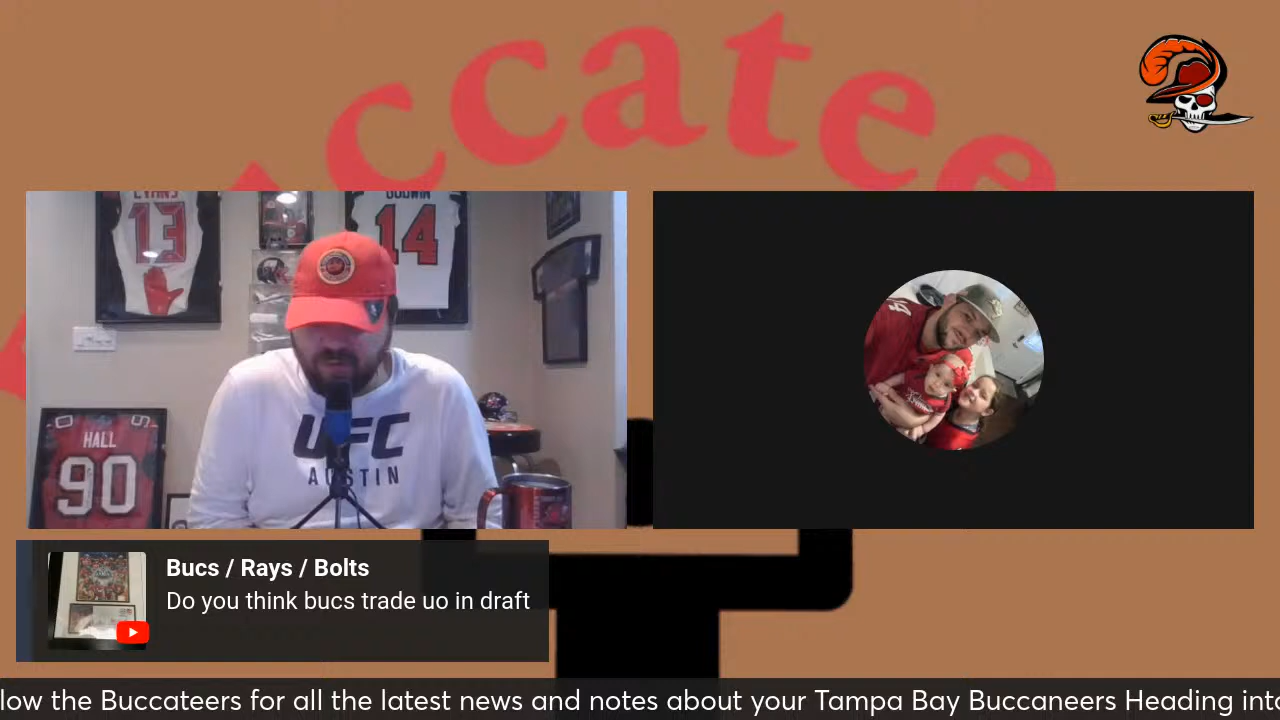 ccatee
EVANS
13
GODWIN
14
HALL
90
UFC
AUSTIN
Bucs / Rays / Bolts
Do you think bucs trade uo in draft
low the Buccateers for all the latest news and notes about your Tampa Bay Buccaneers Heading into